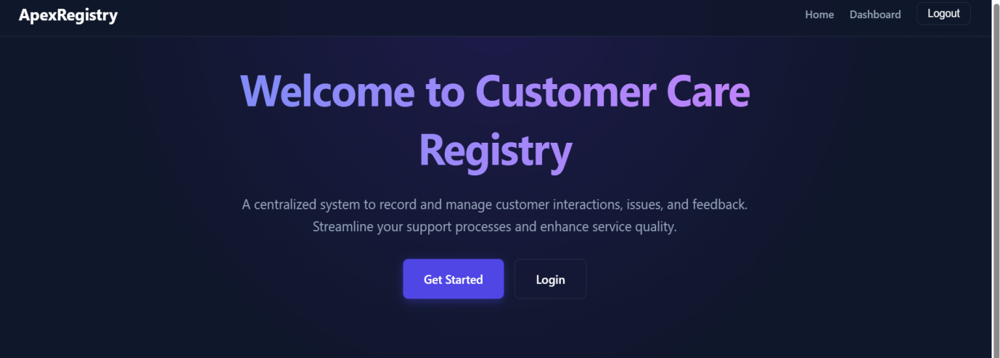 ApexRegistry
Home
Dashboard
Logout
Welcome to Customer Care
Registry
A centralized system to record and manage customer interactions, issues, and feedback.
Streamline your support processes and enhance service quality.
Get Started
Login